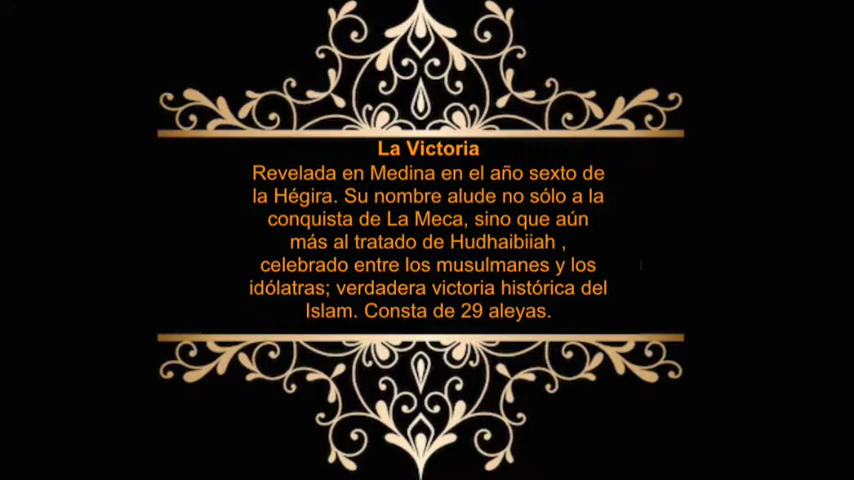 La Victoria
Revelada en Medina en el año sexto de
la Hégira. Su nombre alude no sólo a la
conquista de La Meca, sino que aún
más al tratado de Hudhaibiiah ,
celebrado entre los musulmanes y los
idólatras; verdadera victoria histórica del
Islam. Consta de 29 aleyas.